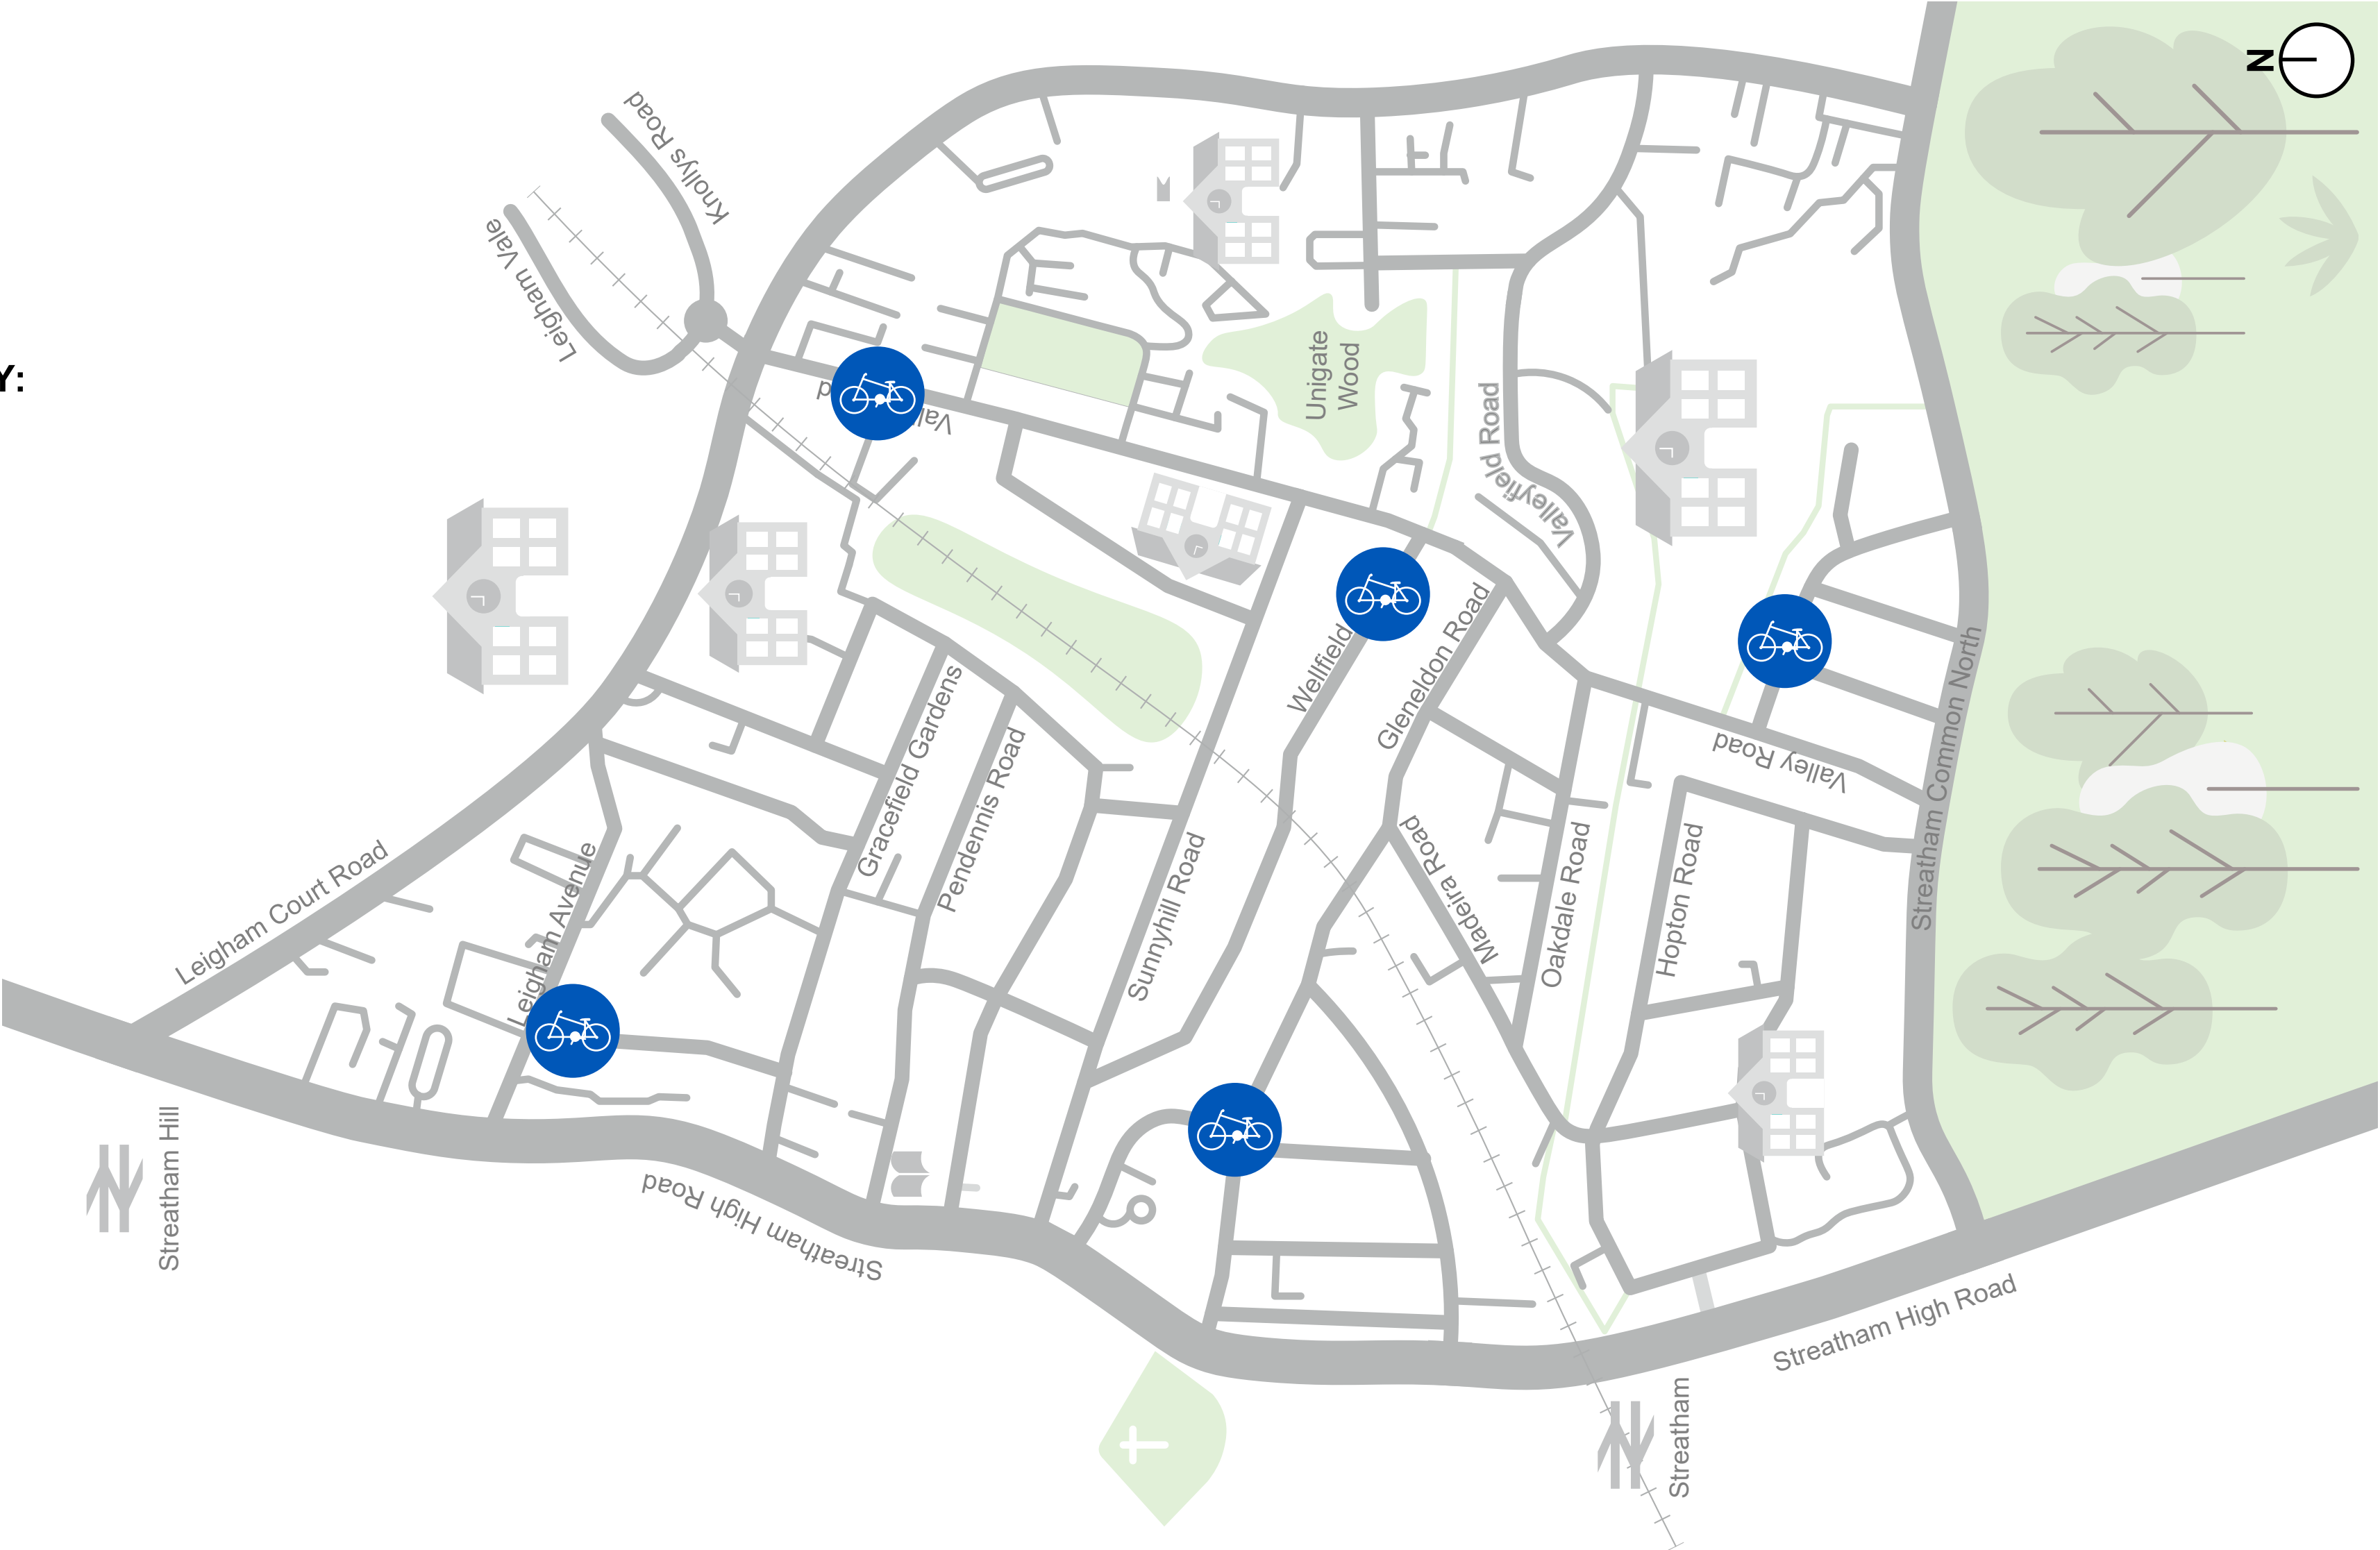 Y:
N
Knollys Road
Leigham Vale
Val
d
Unigate
Wood
Valleyfield Road
Wellfield
Gleneldon Road
Gracefield Gardens
Pendennis Road
Valley Road
Streatham Common North
Leigham Court Road
Leigham Avenue
Sunnyhill Road
Madeira Road
Oakdale Road
Hopton Road
Streatham Hill
Streatham High Road
Streatham High Road
Streatham